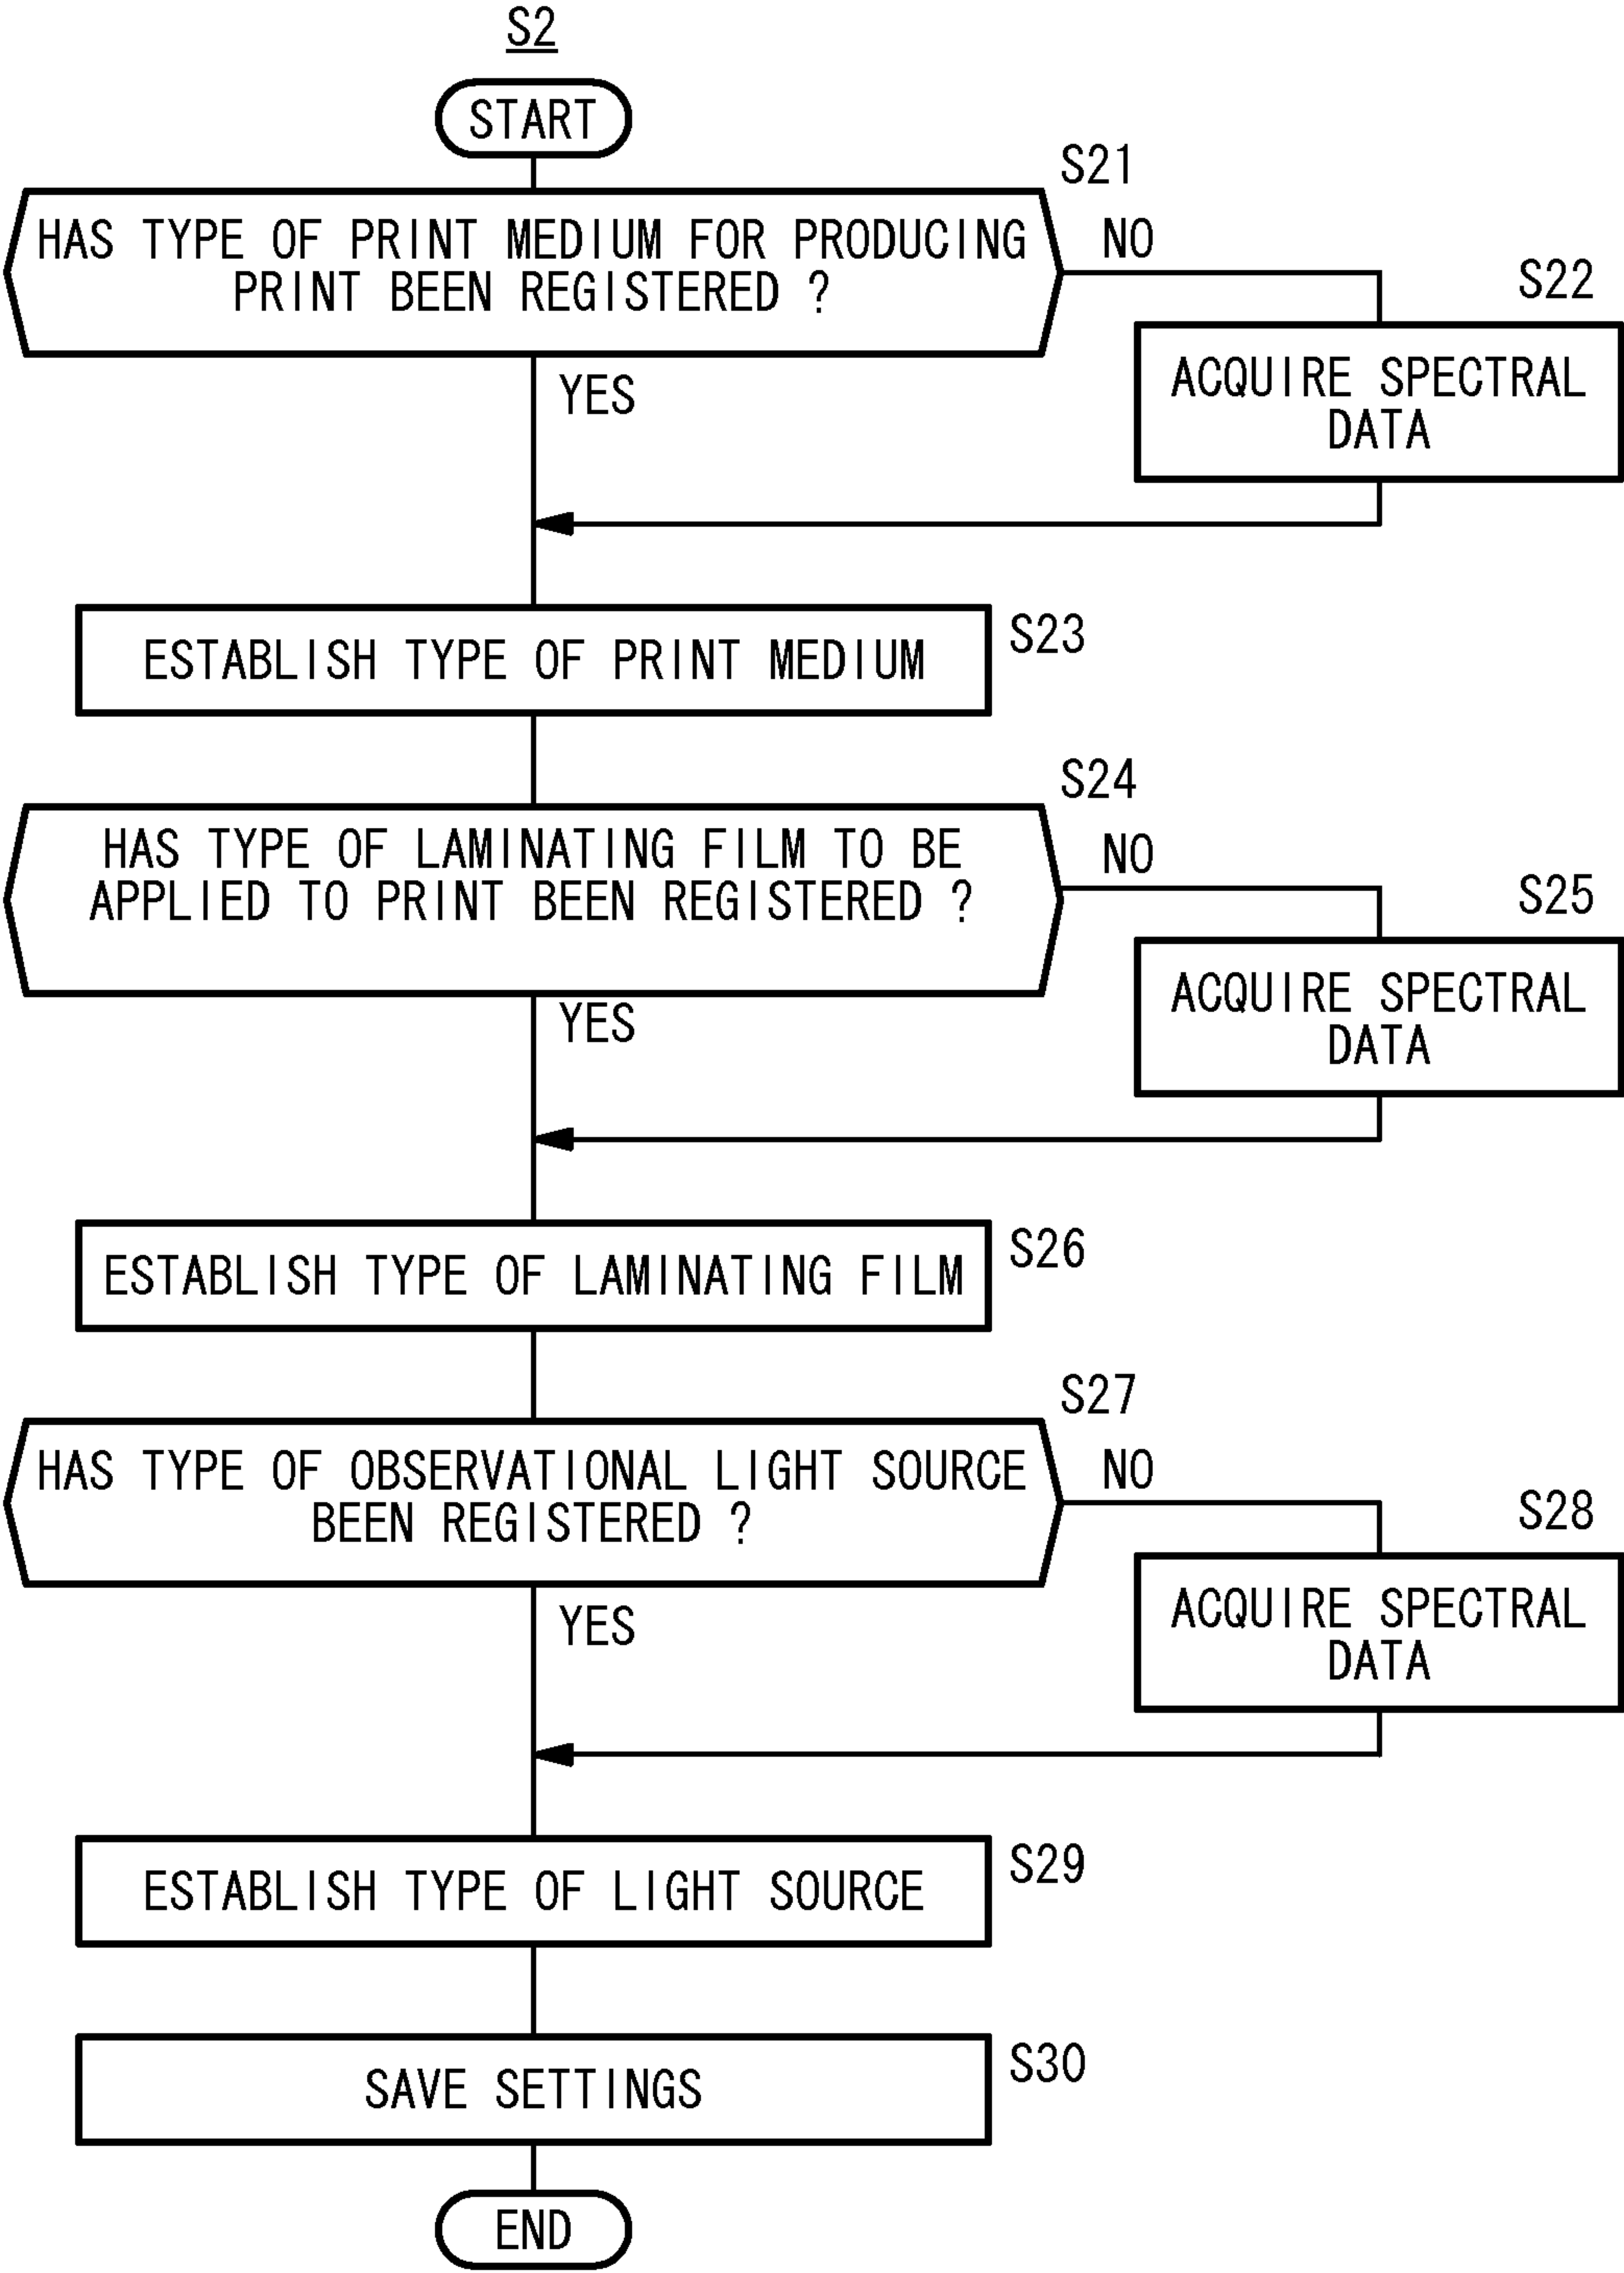 S2
START
S21
HAS TYPE OF PRINT MEDIUM FOR PRODUCING
PRINT BEEN REGISTERED ?
NO
S22
ACQUIRE SPECTRAL
DATA
YES
ESTABLISH TYPE OF PRINT MEDIUM
S23
S24
HAS TYPE OF LAMINATING FILM TO BE
APPLIED TO PRINT BEEN REGISTERED ?
NO
S25
ACQUIRE SPECTRAL
DATA
YES
ESTABLISH TYPE OF LAMINATING FILM
S26
S27
HAS TYPE OF OBSERVATIONAL LIGHT SOURCE
BEEN REGISTERED ?
NO
S28
ACQUIRE SPECTRAL
DATA
YES
ESTABLISH TYPE OF LIGHT SOURCE
S29
SAVE SETTINGS
S30
END